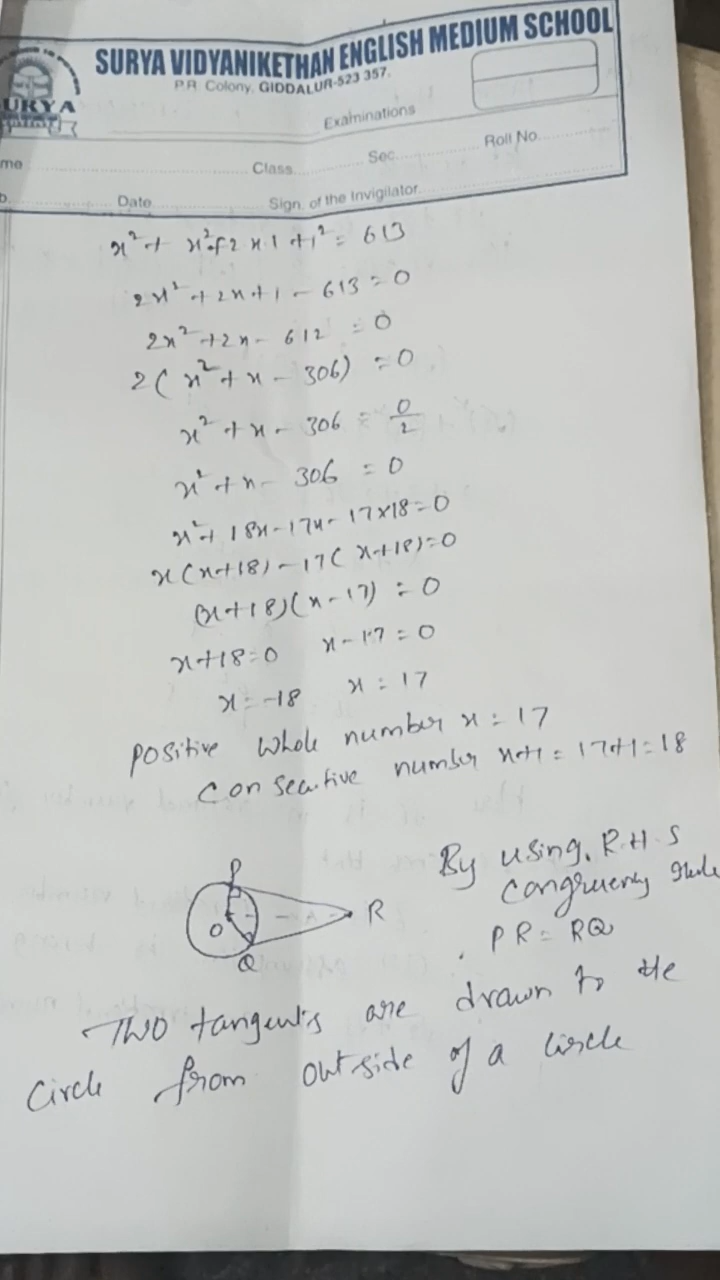 SURYA VIDYANIKETHAN ENGLISH MEDIUM SCHOOL
P.R. Colony, GIDDALUR-523 357.
URYA
Examinations
me Class Sec Roll No.
b. Date Sign. of the Invigilator
x² + x² + 2x·1 + 1² = 613
2x² + 2x + 1 - 613 = 0
2x² + 2x - 612 = 0
2(x² + x - 306) = 0
x² + x - 306 = 0/2
x² + x - 306 = 0
x² + 18x - 17x - 17x18 = 0
x(x+18) - 17(x+18) = 0
(x+18)(x-17) = 0
x+18=0 x-17=0
x=-18 x=17
positive whole number x = 17
consecutive number x+1 = 17+1 = 18
By using R.H.S
congruency rule
PR = RQ
P
O
R
Q
Two tangents are drawn to the
circle from outside of a circle